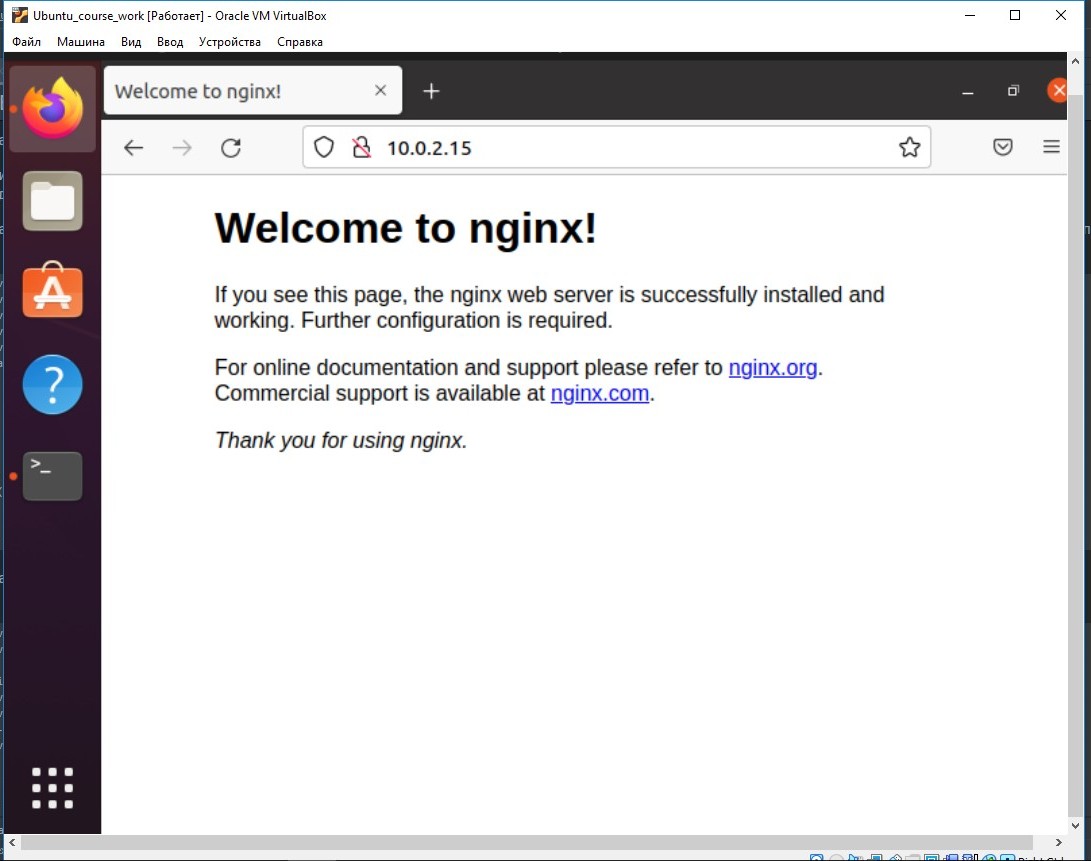 Ubuntu_course_work [Работает] - Oracle VM VirtualBox
Файл Машина Вид Ввод Устройства Справка
Welcome to nginx!
10.0.2.15
Welcome to nginx!
If you see this page, the nginx web server is successfully installed and
working. Further configuration is required.
For online documentation and support please refer to nginx.org.
Commercial support is available at nginx.com.
Thank you for using nginx.